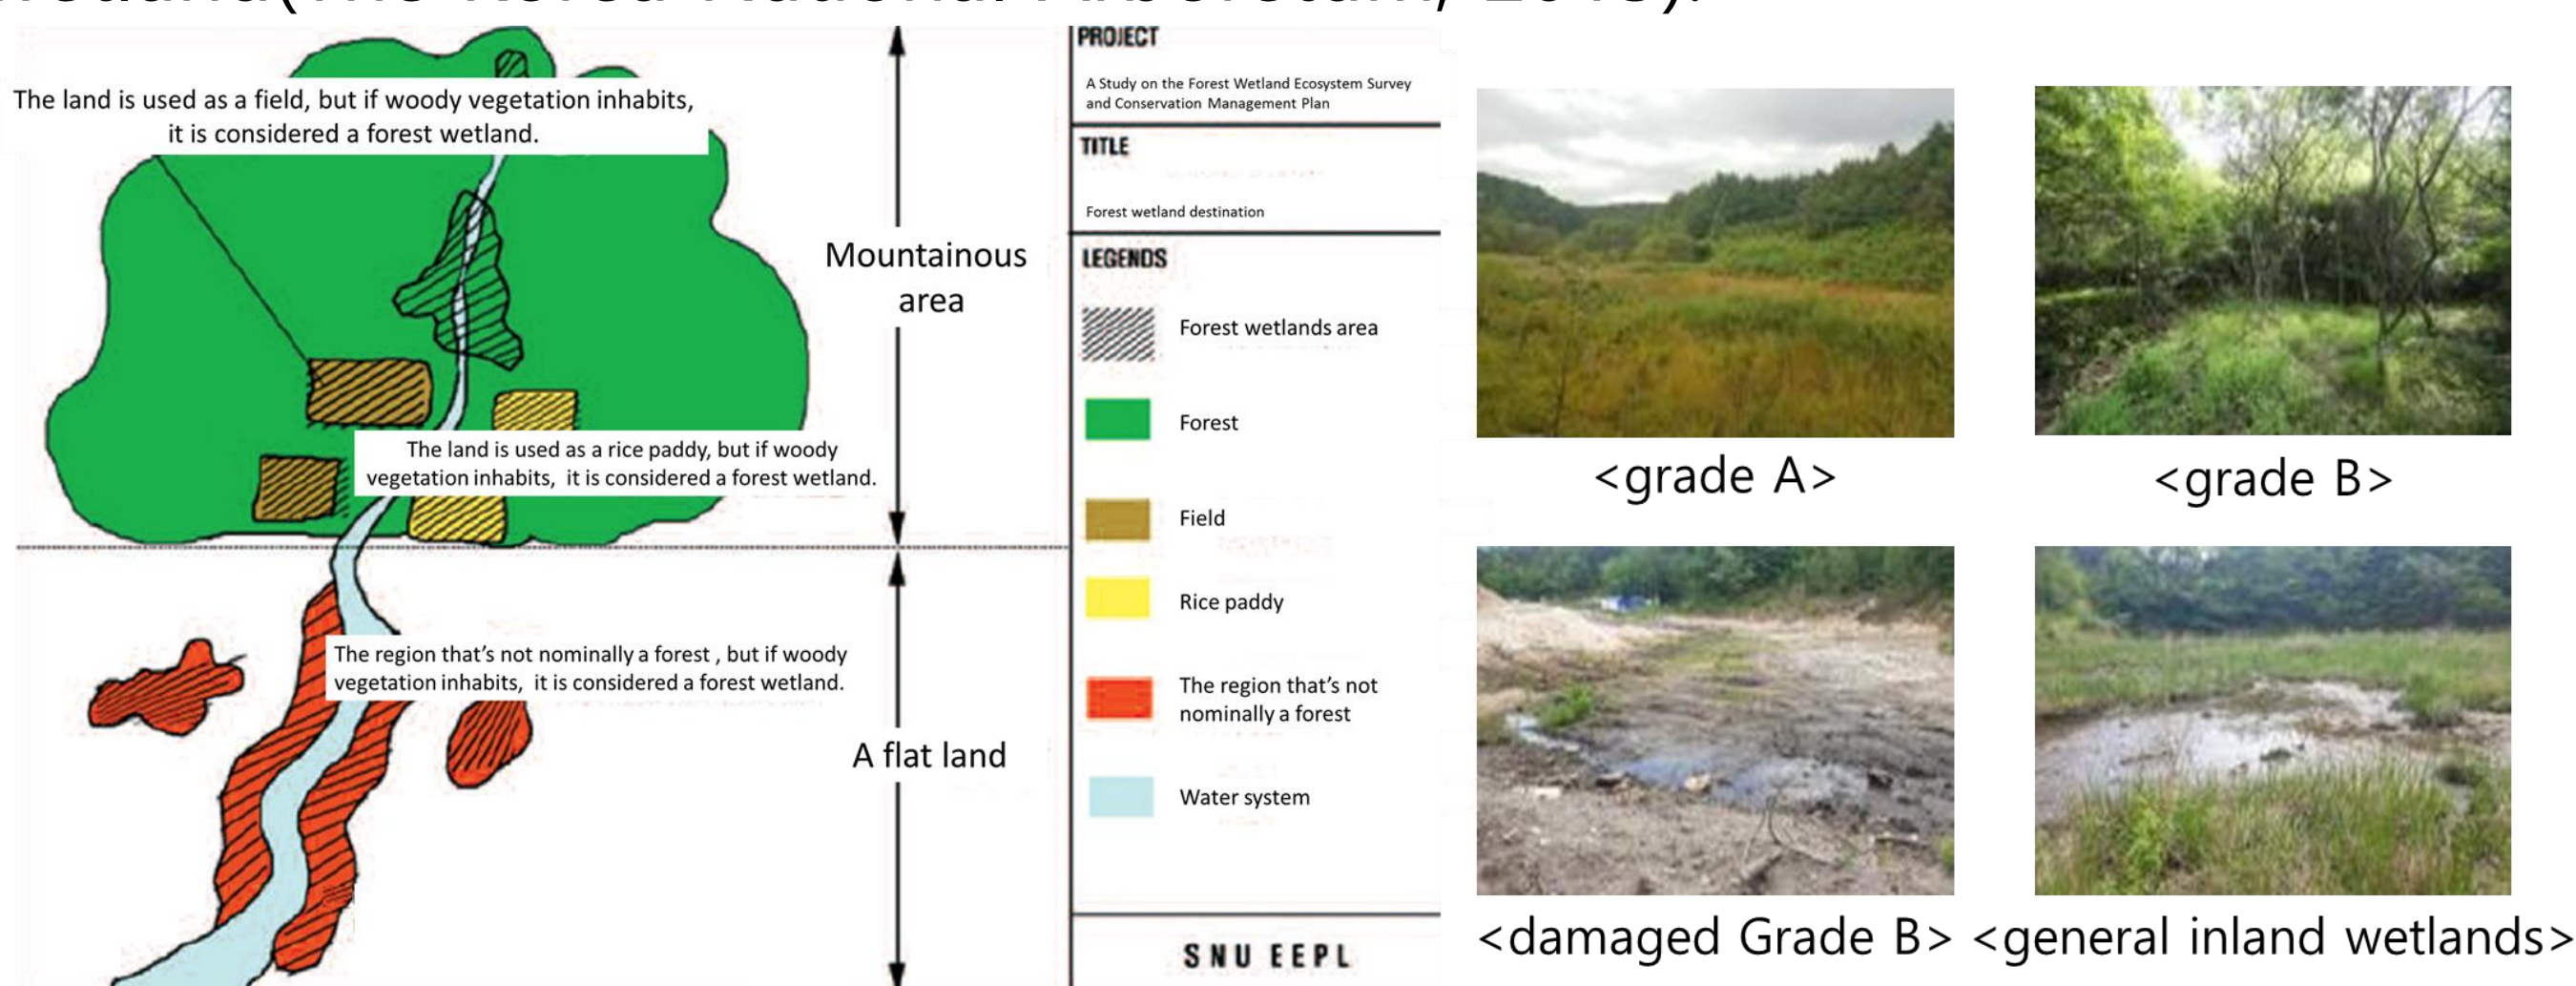 The land is used as a field, but if woody vegetation inhabits,
it is considered a forest wetland.
The land is used as a rice paddy, but if woody
vegetation inhabits, it is considered a forest wetland.
The region that's not nominally a forest , but if woody
vegetation inhabits, it is considered a forest wetland.
Mountainous
area
A flat land
PROJECT
A Study on the Forest Wetland Ecosystem Survey
and Conservation Management Plan
TITLE
Forest wetland destination
LEGENDS
Forest wetlands area
Forest
Field
Rice paddy
The region that's not
nominally a forest
Water system
SNU EEPL
<grade A>
<grade B>
<damaged Grade B>
<general inland wetlands>